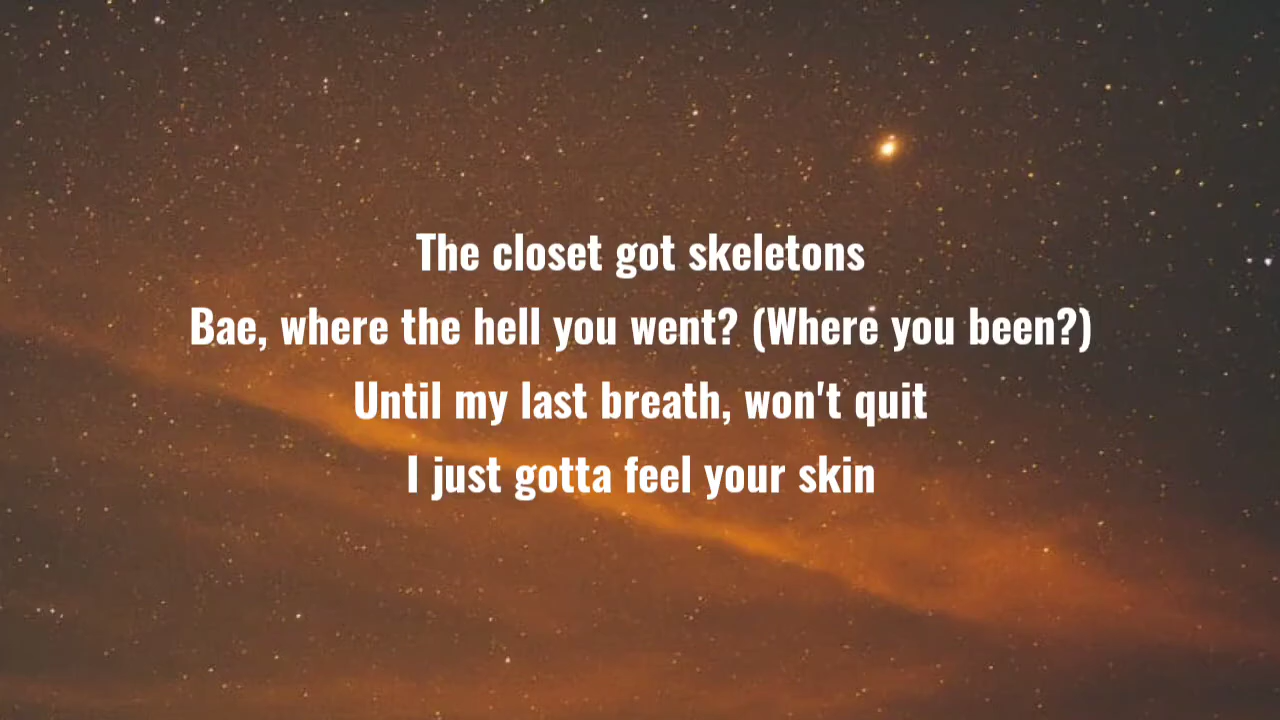 The closet got skeletons
Bae, where the hell you went? (Where you been?)
Until my last breath, won't quit
I just gotta feel your skin